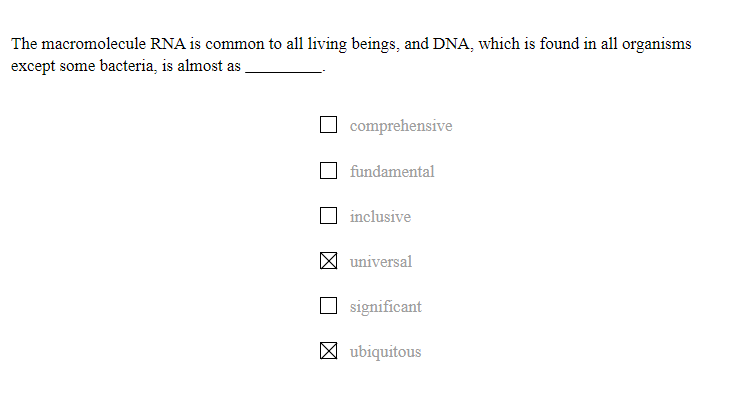 The macromolecule RNA is common to all living beings, and DNA, which is found in all organisms
except some bacteria, is almost as __________.
comprehensive
fundamental
inclusive
universal
significant
ubiquitous